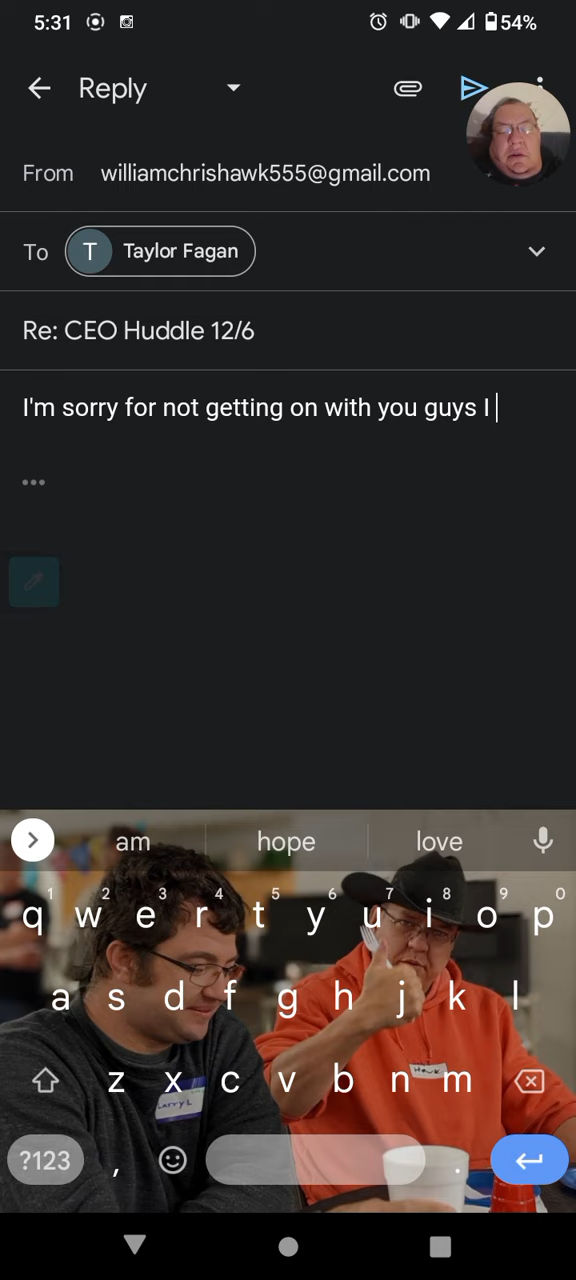 5:31 54%
Reply
From williamchrishawk555@gmail.com
To T Taylor Fagan
Re: CEO Huddle 12/6
I'm sorry for not getting on with you guys I
am hope love
1 2 3 4 5 6 7 8 9 0
q w e r t y u i o p
a s d f g h j k l
z x c v b n m
Larry L
Hawk
?123 , .